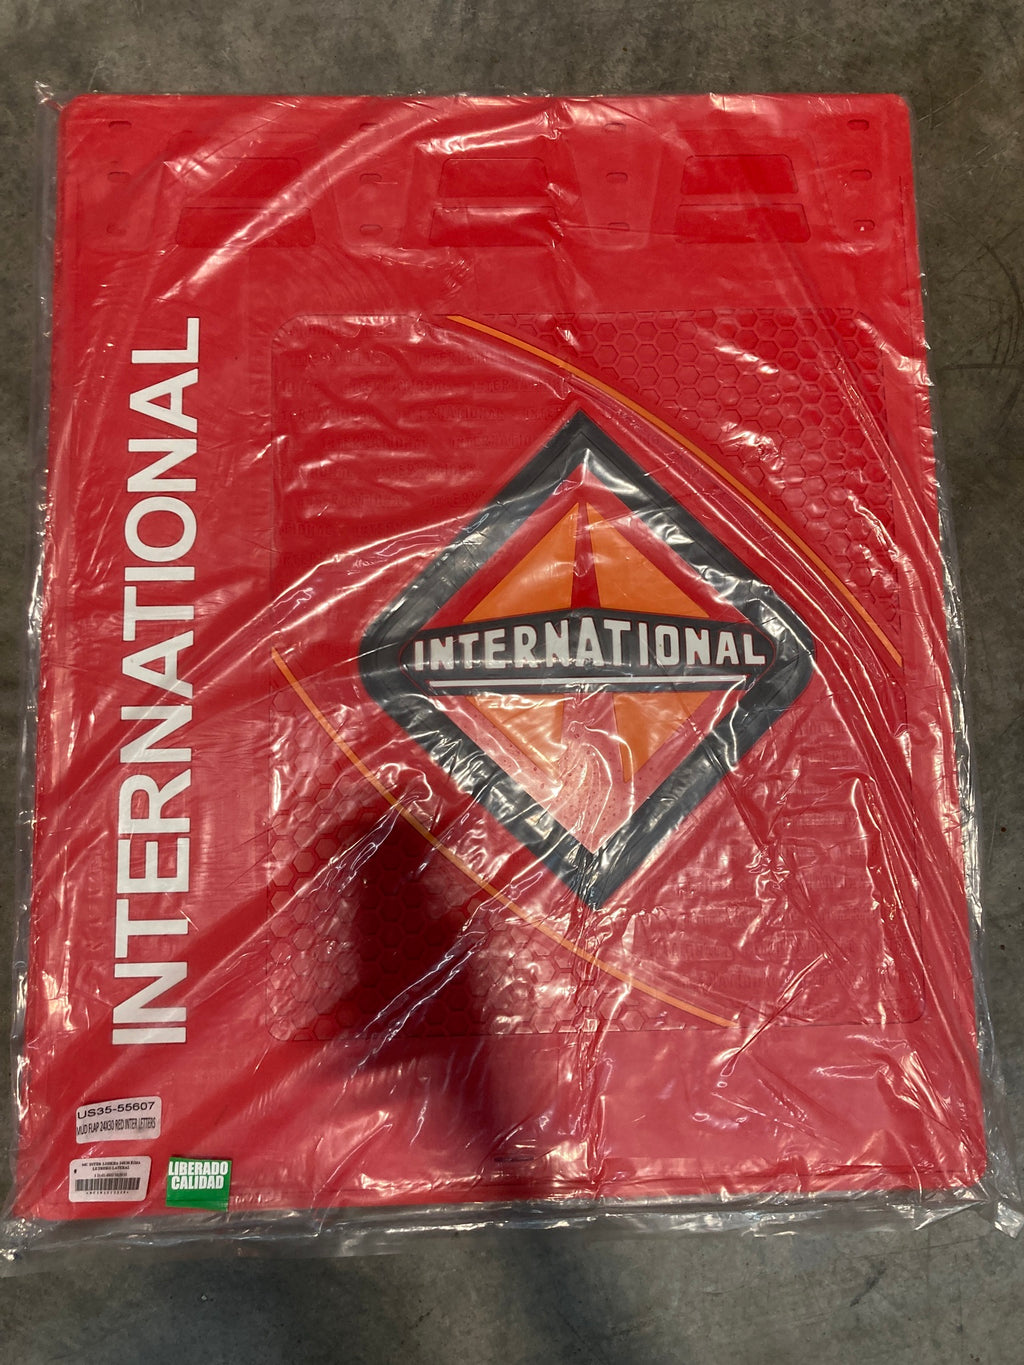 INTERNATIONAL
INTERNATIONAL
US35-55607
MUD FLAP 24X30 RED INTER LETTERS
LIBERADO
CALIDAD